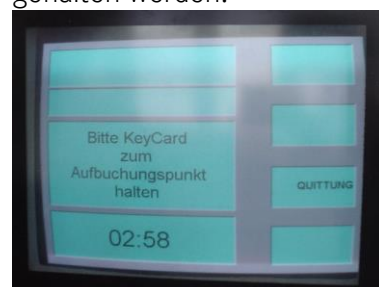 gehalten werden.
Bitte KeyCard
zum
Aufbuchungspunkt
halten
QUITTUNG
02:58